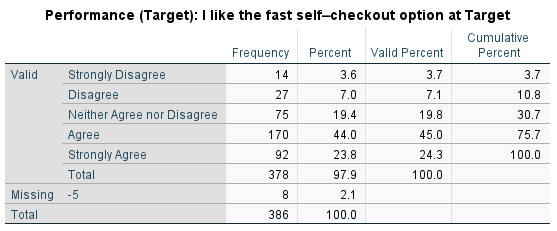 Performance (Target): I like the fast self–checkout option at Target
Frequency Percent Valid Percent Cumulative Percent
Valid Strongly Disagree 14 3.6 3.7 3.7
Disagree 27 7.0 7.1 10.8
Neither Agree nor Disagree 75 19.4 19.8 30.7
Agree 170 44.0 45.0 75.7
Strongly Agree 92 23.8 24.3 100.0
Total 378 97.9 100.0
Missing -5 8 2.1
Total 386 100.0